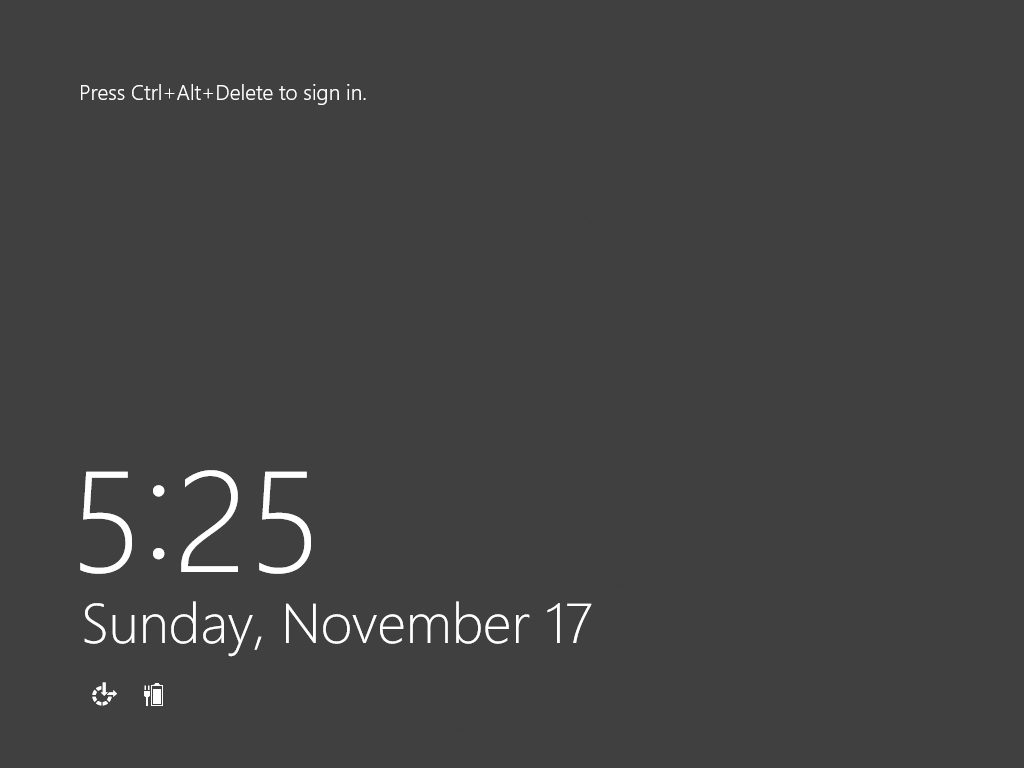 Press Ctrl+Alt+Delete to sign in.
5:25
Sunday, November 17